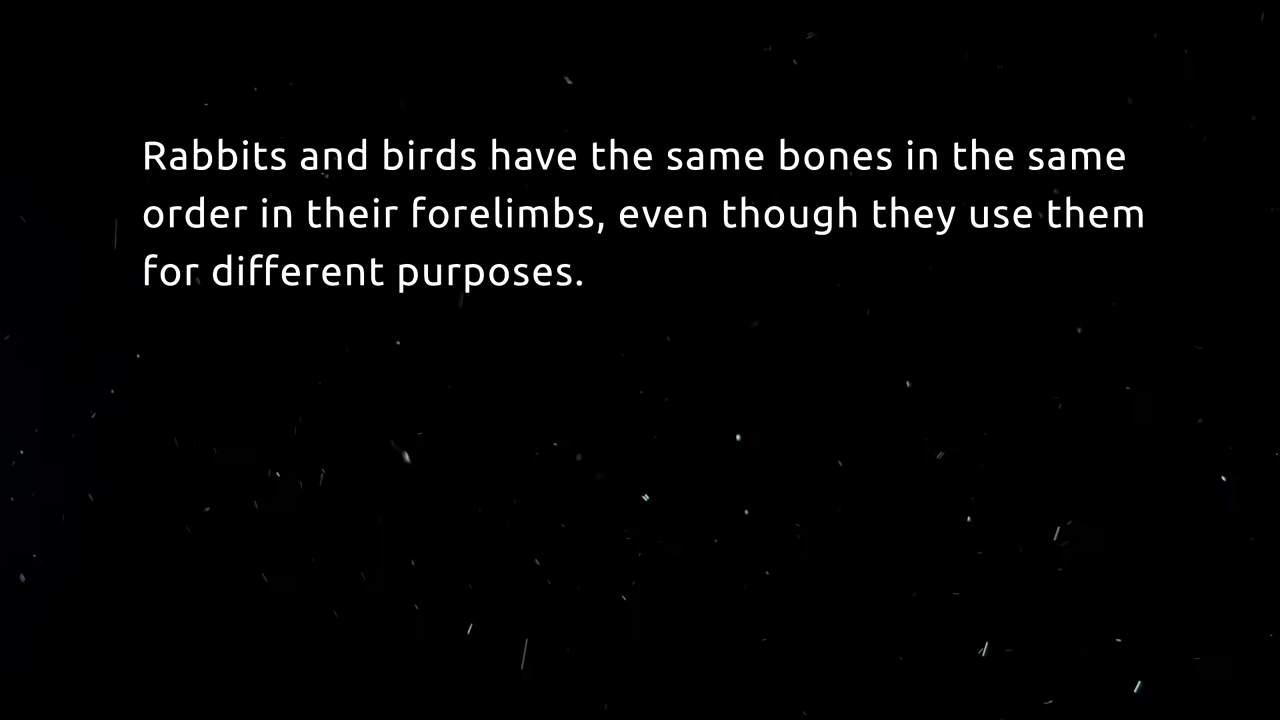 Rabbits and birds have the same bones in the same
order in their forelimbs, even though they use them
for different purposes.